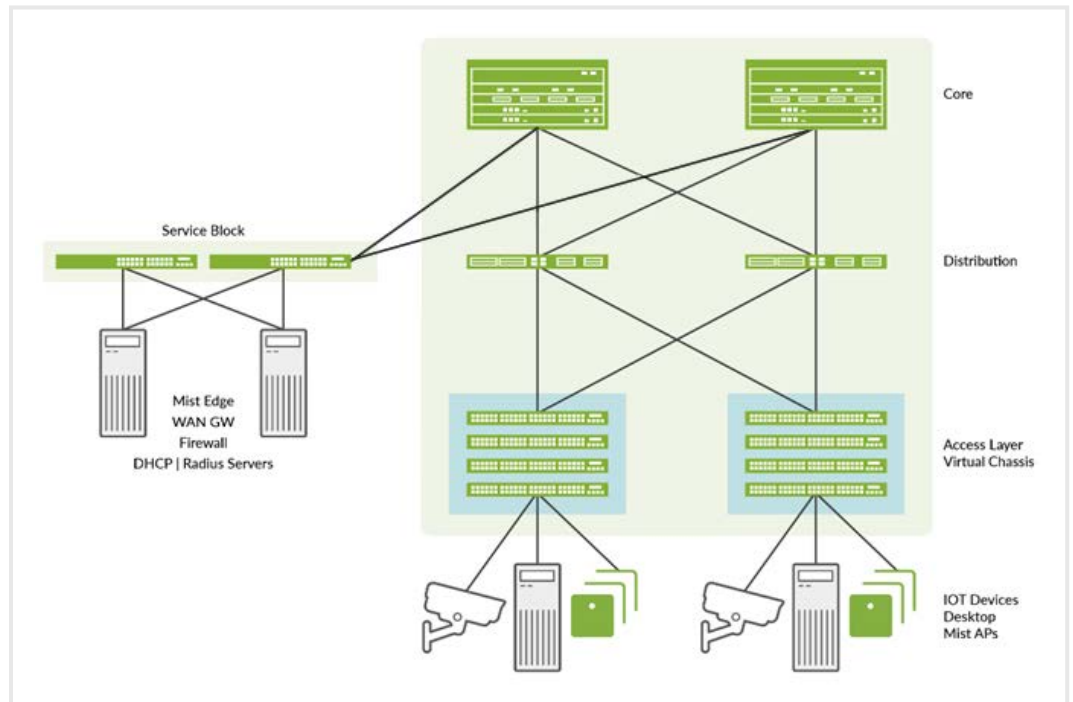 Core
Service Block
Distribution
Mist Edge
WAN GW
Firewall
DHCP | Radius Servers
Access Layer
Virtual Chassis
IOT Devices
Desktop
Mist APs